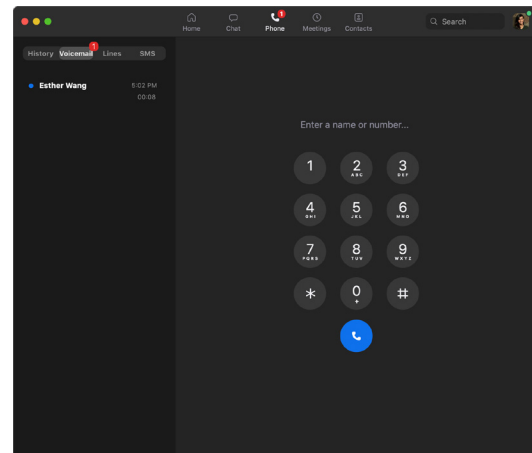 1
Home Chat Phone Meetings Contacts
Search
1
History Voicemail Lines SMS
Esther Wang 5:02 PM
00:08
Enter a name or number...
1 2 3
ABC DEF
4 5 6
GHI JKL MNO
7 8 9
PQRS TUV WXYZ
* 0 #
+